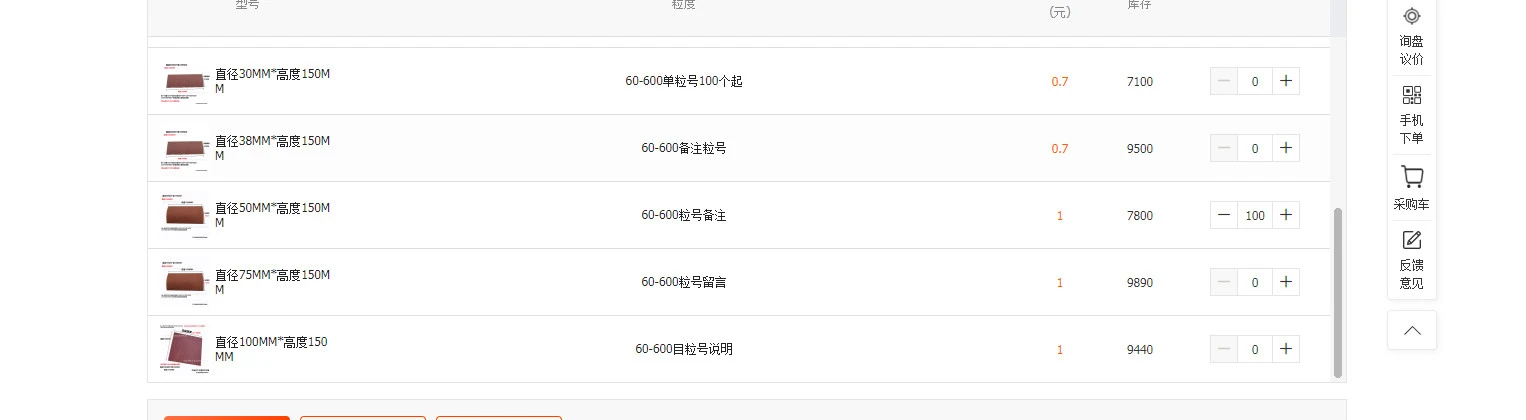 型号 粒度 库存
(元)
直径30MM*高度150M
M
60-600单粒号100个起 0.7 7100 0
直径38MM*高度150M
M
60-600备注粒号 0.7 9500 0
直径50MM*高度150M
M
60-600粒号备注 1 7800 100
直径75MM*高度150M
M
60-600粒号留言 1 9890 0
直径100MM*高度150
MM
60-600目粒号说明 1 9440 0
询盘
议价
手机
下单
采购车
反馈
意见